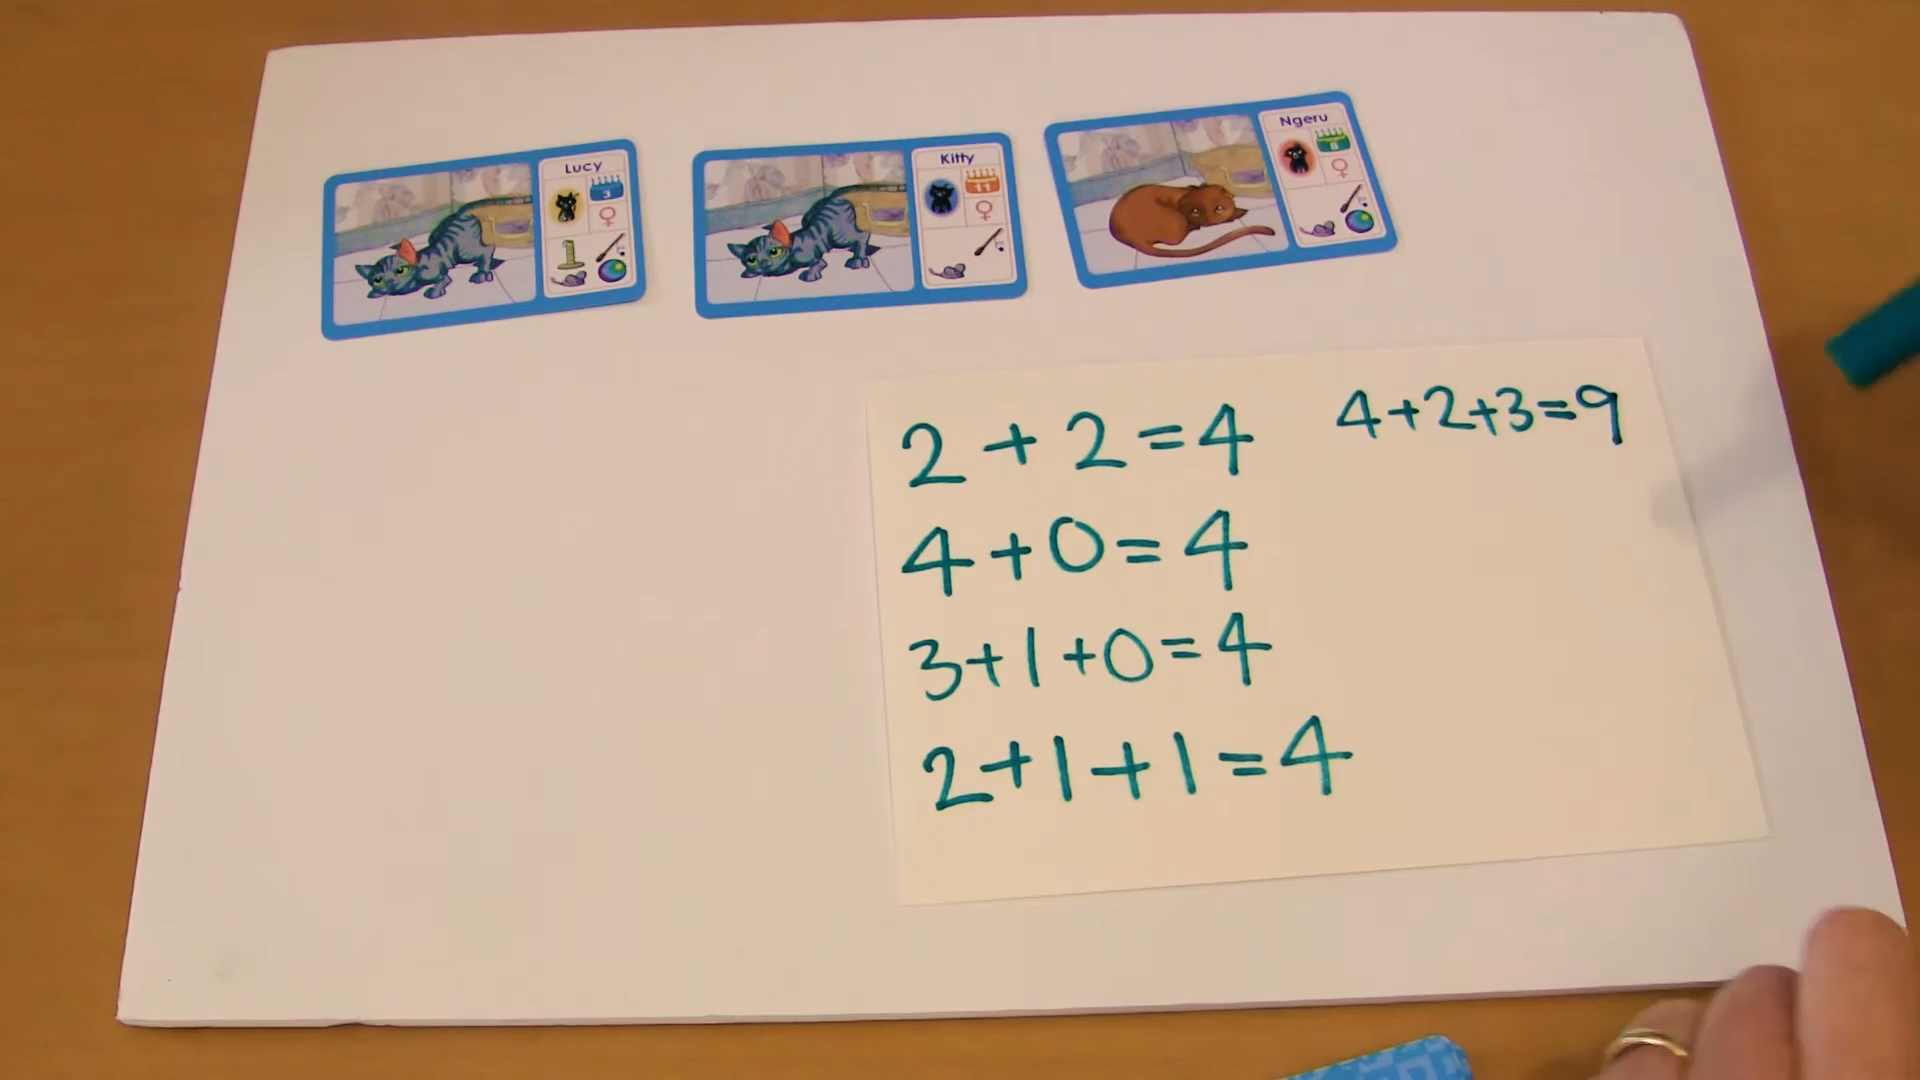 Lucy
3
Kitty
11
Ngeru
8
2 + 2 = 4
4 + 0 = 4
3 + 1 + 0 = 4
2 + 1 + 1 = 4
4 + 2 + 3 = 9